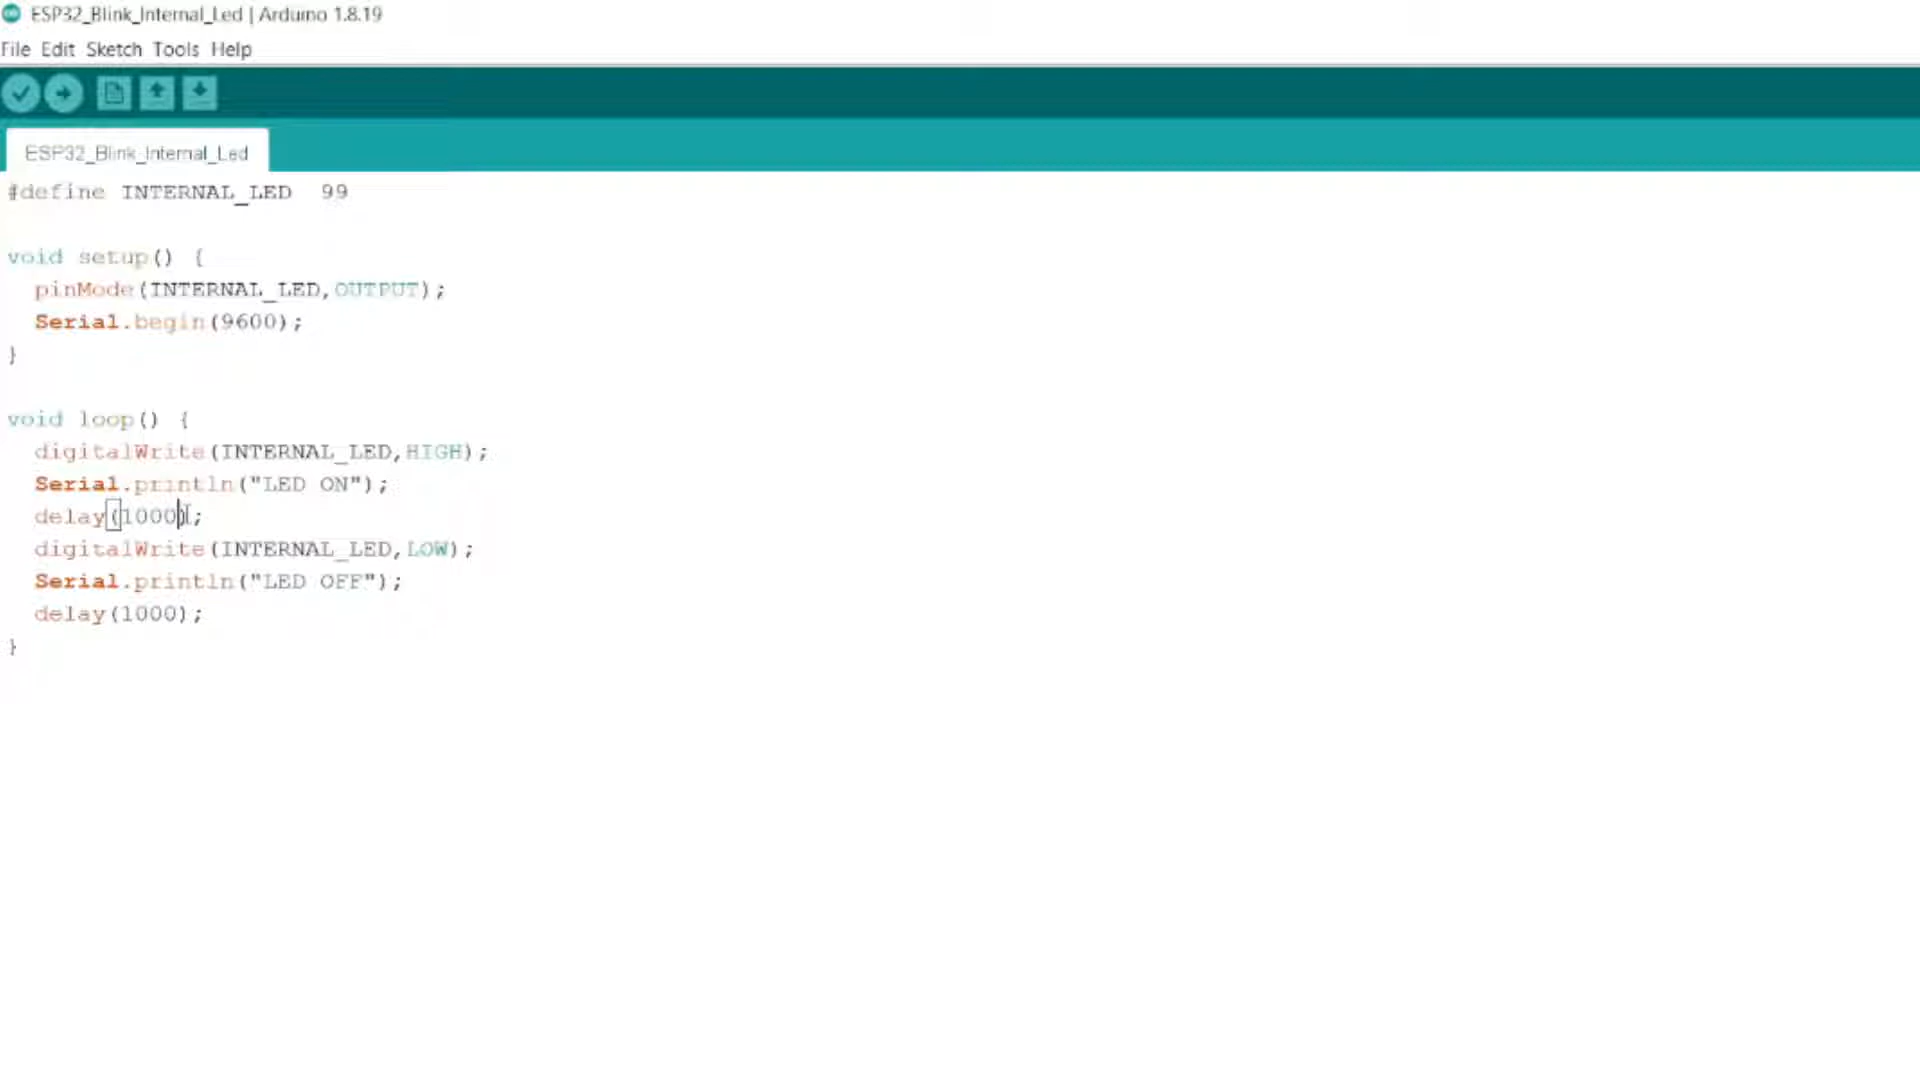 ESP32_Blink_Internal_Led | Arduino 1.8.19
File Edit Sketch Tools Help
ESP32_Blink_Internal_Led
#define INTERNAL_LED  99
void setup() {
  pinMode(INTERNAL_LED,OUTPUT);
  Serial.begin(9600);
}
void loop() {
  digitalWrite(INTERNAL_LED,HIGH);
  Serial.println("LED ON");
  delay(1000);
  digitalWrite(INTERNAL_LED,LOW);
  Serial.println("LED OFF");
  delay(1000);
}